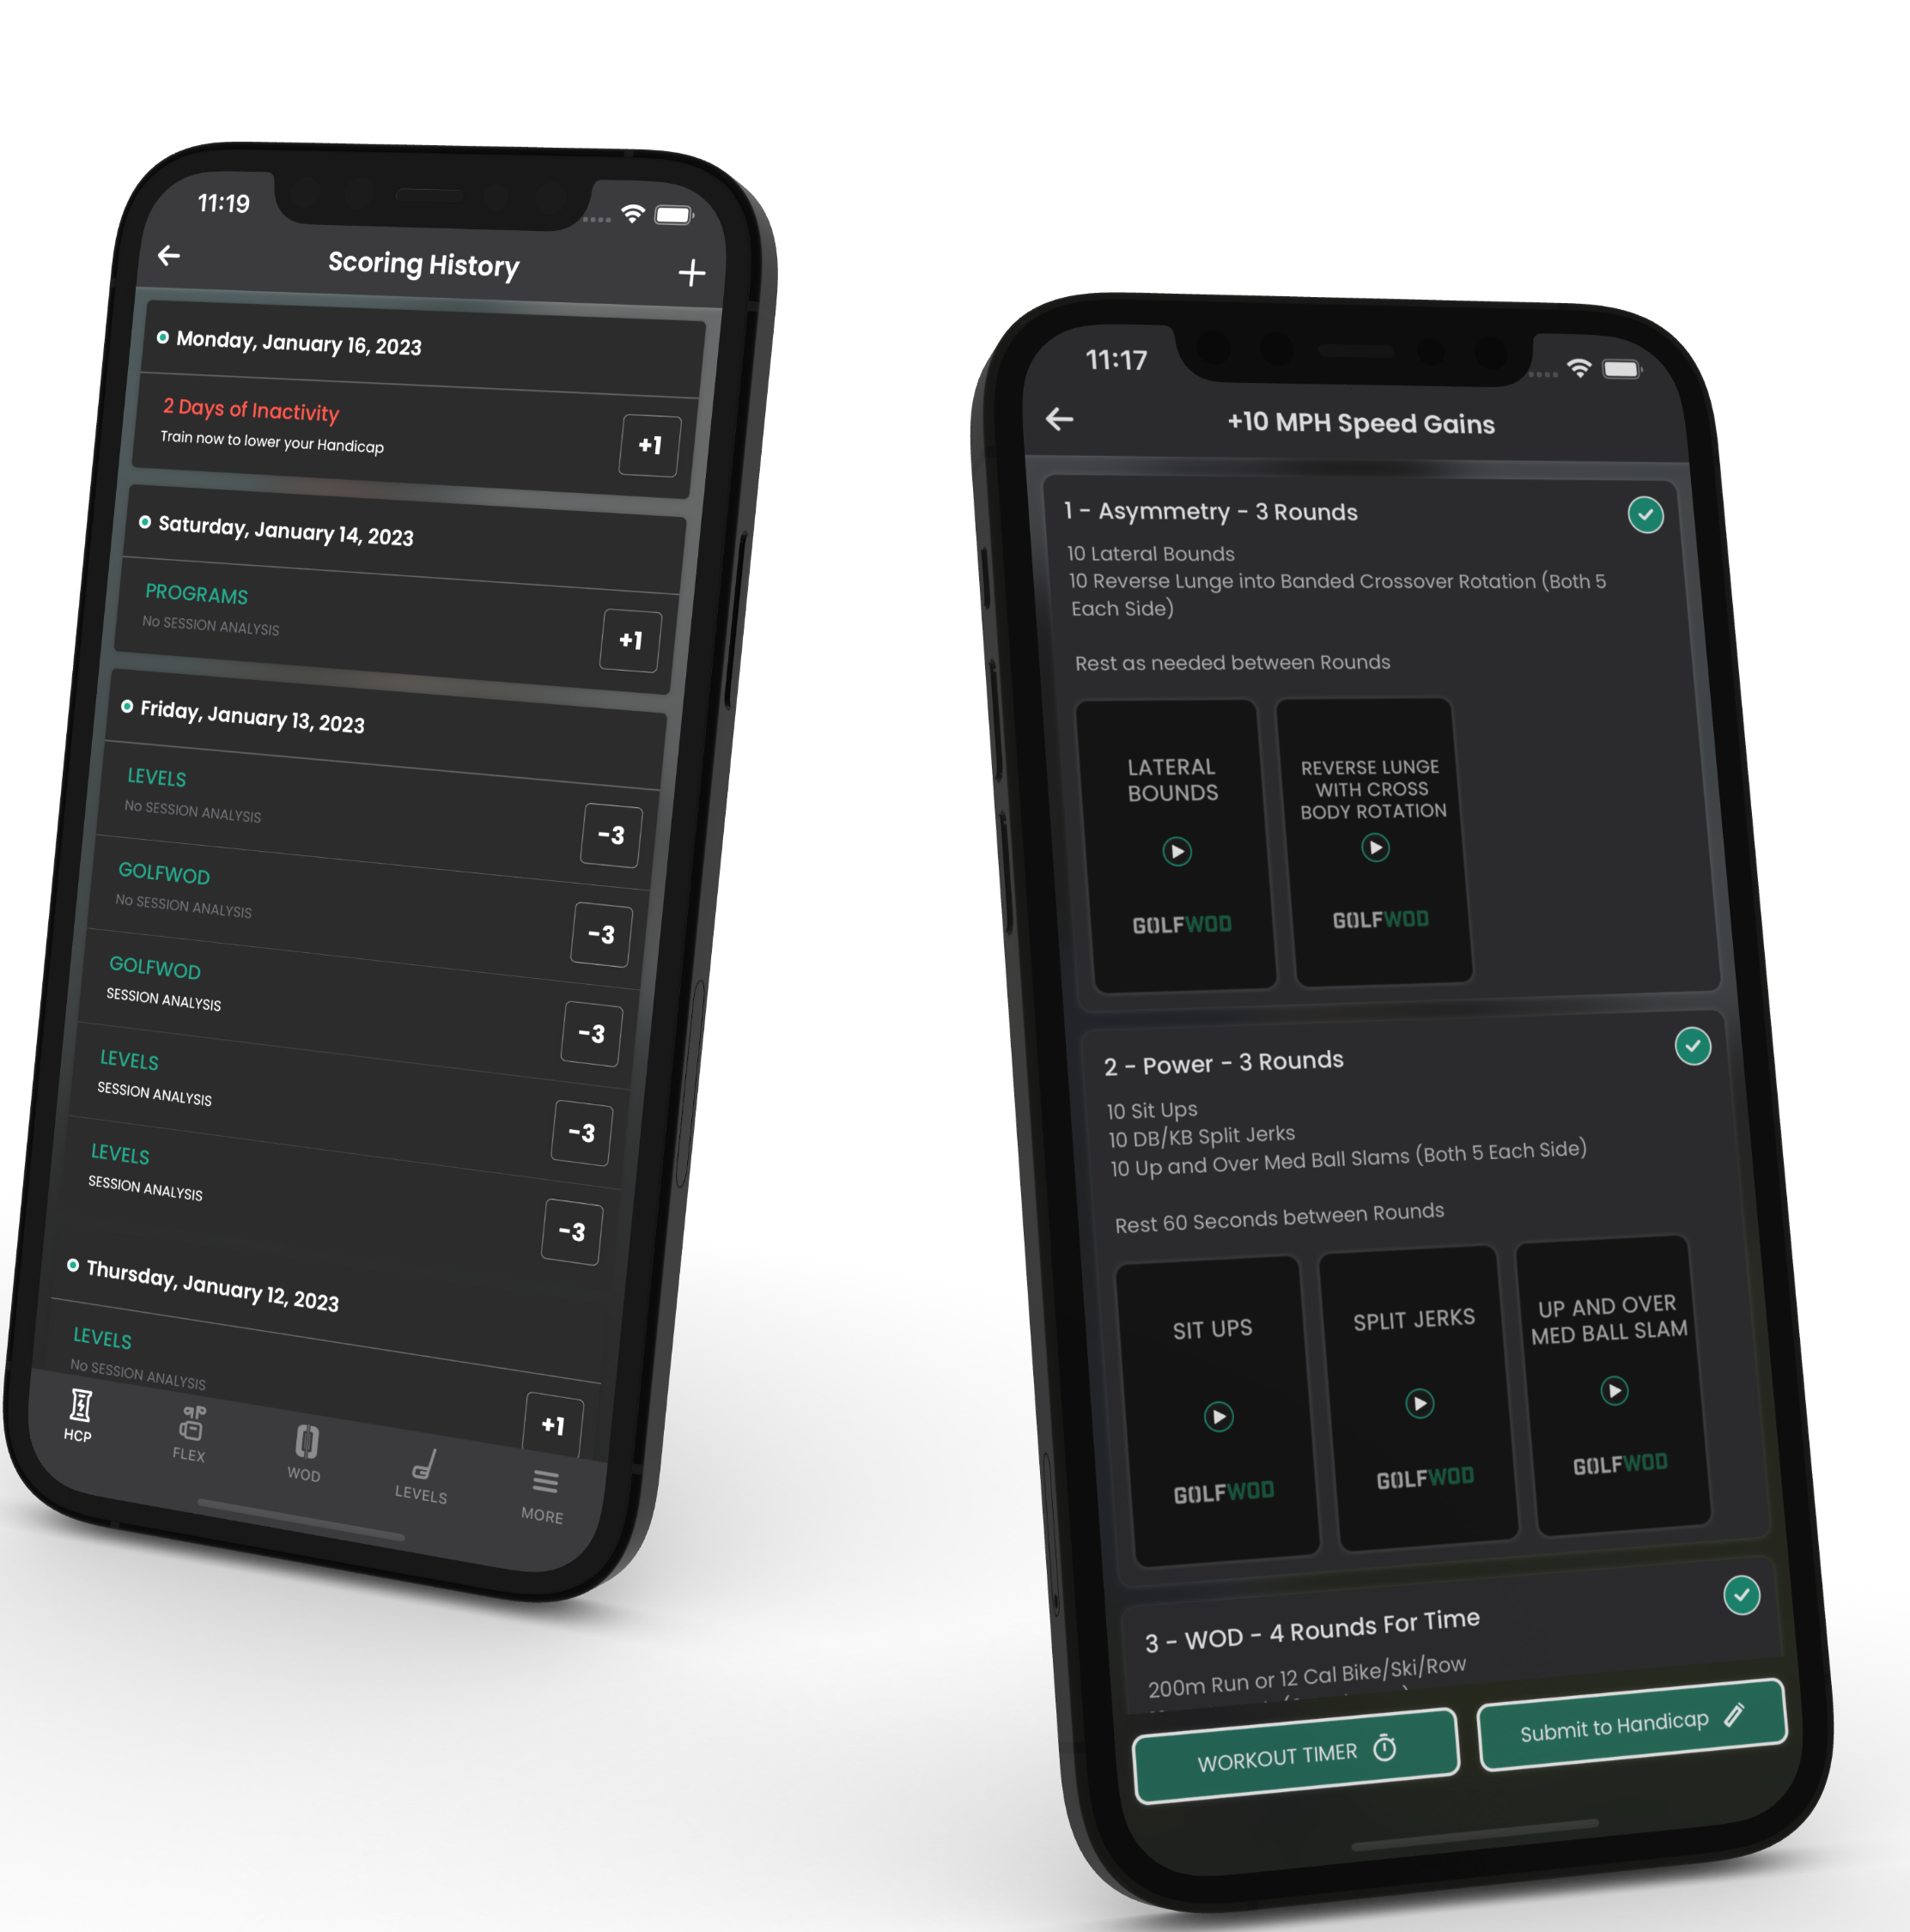 11:19
Scoring History
Monday, January 16, 2023
2 Days of Inactivity
Train now to lower your Handicap
+1
Saturday, January 14, 2023
PROGRAMS
No SESSION ANALYSIS
+1
Friday, January 13, 2023
LEVELS
No SESSION ANALYSIS
-3
GOLFWOD
No SESSION ANALYSIS
-3
GOLFWOD
SESSION ANALYSIS
-3
LEVELS
SESSION ANALYSIS
-3
LEVELS
SESSION ANALYSIS
-3
Thursday, January 12, 2023
LEVELS
No SESSION ANALYSIS
+1
HCP
FLEX
WOD
LEVELS
MORE
11:17
+10 MPH Speed Gains
1 - Asymmetry - 3 Rounds
10 Lateral Bounds
10 Reverse Lunge into Banded Crossover Rotation (Both 5
Each Side)
Rest as needed between Rounds
LATERAL
BOUNDS
GOLFWOD
REVERSE LUNGE
WITH CROSS
BODY ROTATION
GOLFWOD
2 - Power - 3 Rounds
10 Sit Ups
10 DB/KB Split Jerks
10 Up and Over Med Ball Slams (Both 5 Each Side)
Rest 60 Seconds between Rounds
SIT UPS
GOLFWOD
SPLIT JERKS
GOLFWOD
UP AND OVER
MED BALL SLAM
GOLFWOD
3 - WOD - 4 Rounds For Time
200m Run or 12 Cal Bike/Ski/Row
WORKOUT TIMER
Submit to Handicap